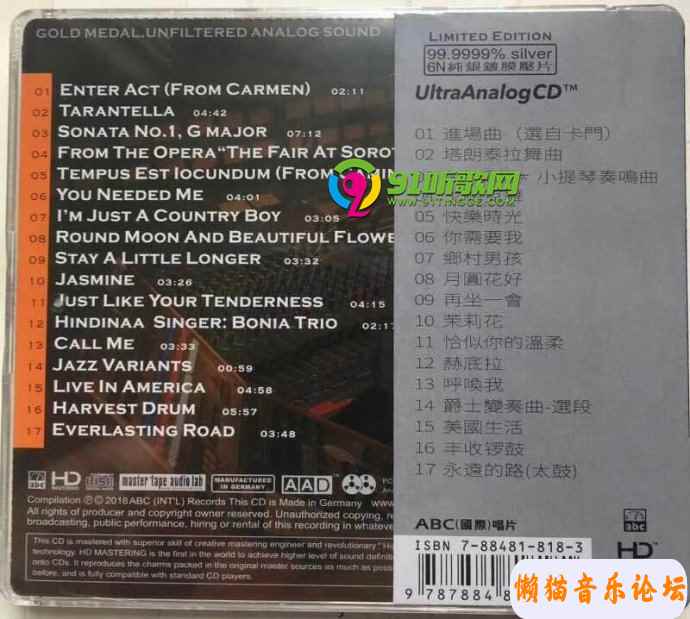 GOLD MEDAL,UNFILTERED ANALOG SOUND
01 ENTER ACT (FROM CARMEN) 02:11
02 TARANTELLA 04:42
03 SONATA NO.1, G MAJOR 07:12
04 FROM THE OPERA“THE FAIR AT SOROT
05 TEMPUS EST IOCUNDUM (FROM
06 YOU NEEDED ME 04:01
07 I'M JUST A COUNTRY BOY 03:05
08 ROUND MOON AND BEAUTIFUL FLOWE
09 STAY A LITTLE LONGER 03:32
10 JASMINE 03:26
11 JUST LIKE YOUR TENDERNESS 04:15
12 HINDINAA SINGER: BONIA TRIO 02:17
13 CALL ME 03:33
14 JAZZ VARIANTS 00:59
15 LIVE IN AMERICA 04:58
16 HARVEST DRUM 05:57
17 EVERLASTING ROAD 03:48
abc HD disc master tape audio lab MANUFACTURED IN GERMANY AAD
Compilation ℗ © 2018 ABC (INT'L) Records This CD is Made in Germany www.
All rights of producer and copyright owner reserved. Unauthorized copying,
broadcasting, public performance, hiring or rental of this recording in whatever
This CD is mastered with superior skill of creative mastering engineer and revolutionary
technology. HD MASTERING is the first in the world to achieve higher level of sound definit
onto CDs. It reproduces the charms packed in the original master sources as much as possi
before, and is fully compatible with standard CD players.
LIMITED EDITION
99.9999% silver
6N純銀鍍膜壓片
UltraAnalogCD™
01 進場曲（選自卡門）
02 塔朗泰拉舞曲
小提琴奏鳴曲
05 快樂時光
06 你需要我
07 鄉村男孩
08 月圓花好
09 再坐一會
10 茉莉花
11 恰似你的溫柔
12 赫底拉
13 呼喚我
14 爵士變奏曲-選段
15 美國生活
16 丰收锣鼓
17 永遠的路(太鼓)
ABC(國際)唱片
abc
ISBN 7-88481-818-3
HD™
9 787884 8
91听歌网
WWW.91TINGGE.COM
懒猫音乐论坛